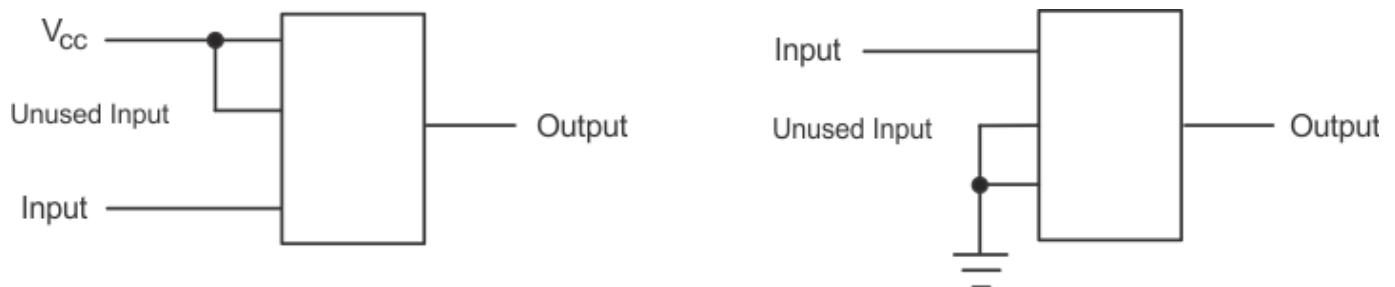 VCC
Unused Input
Input
Output
Input
Unused Input
Output